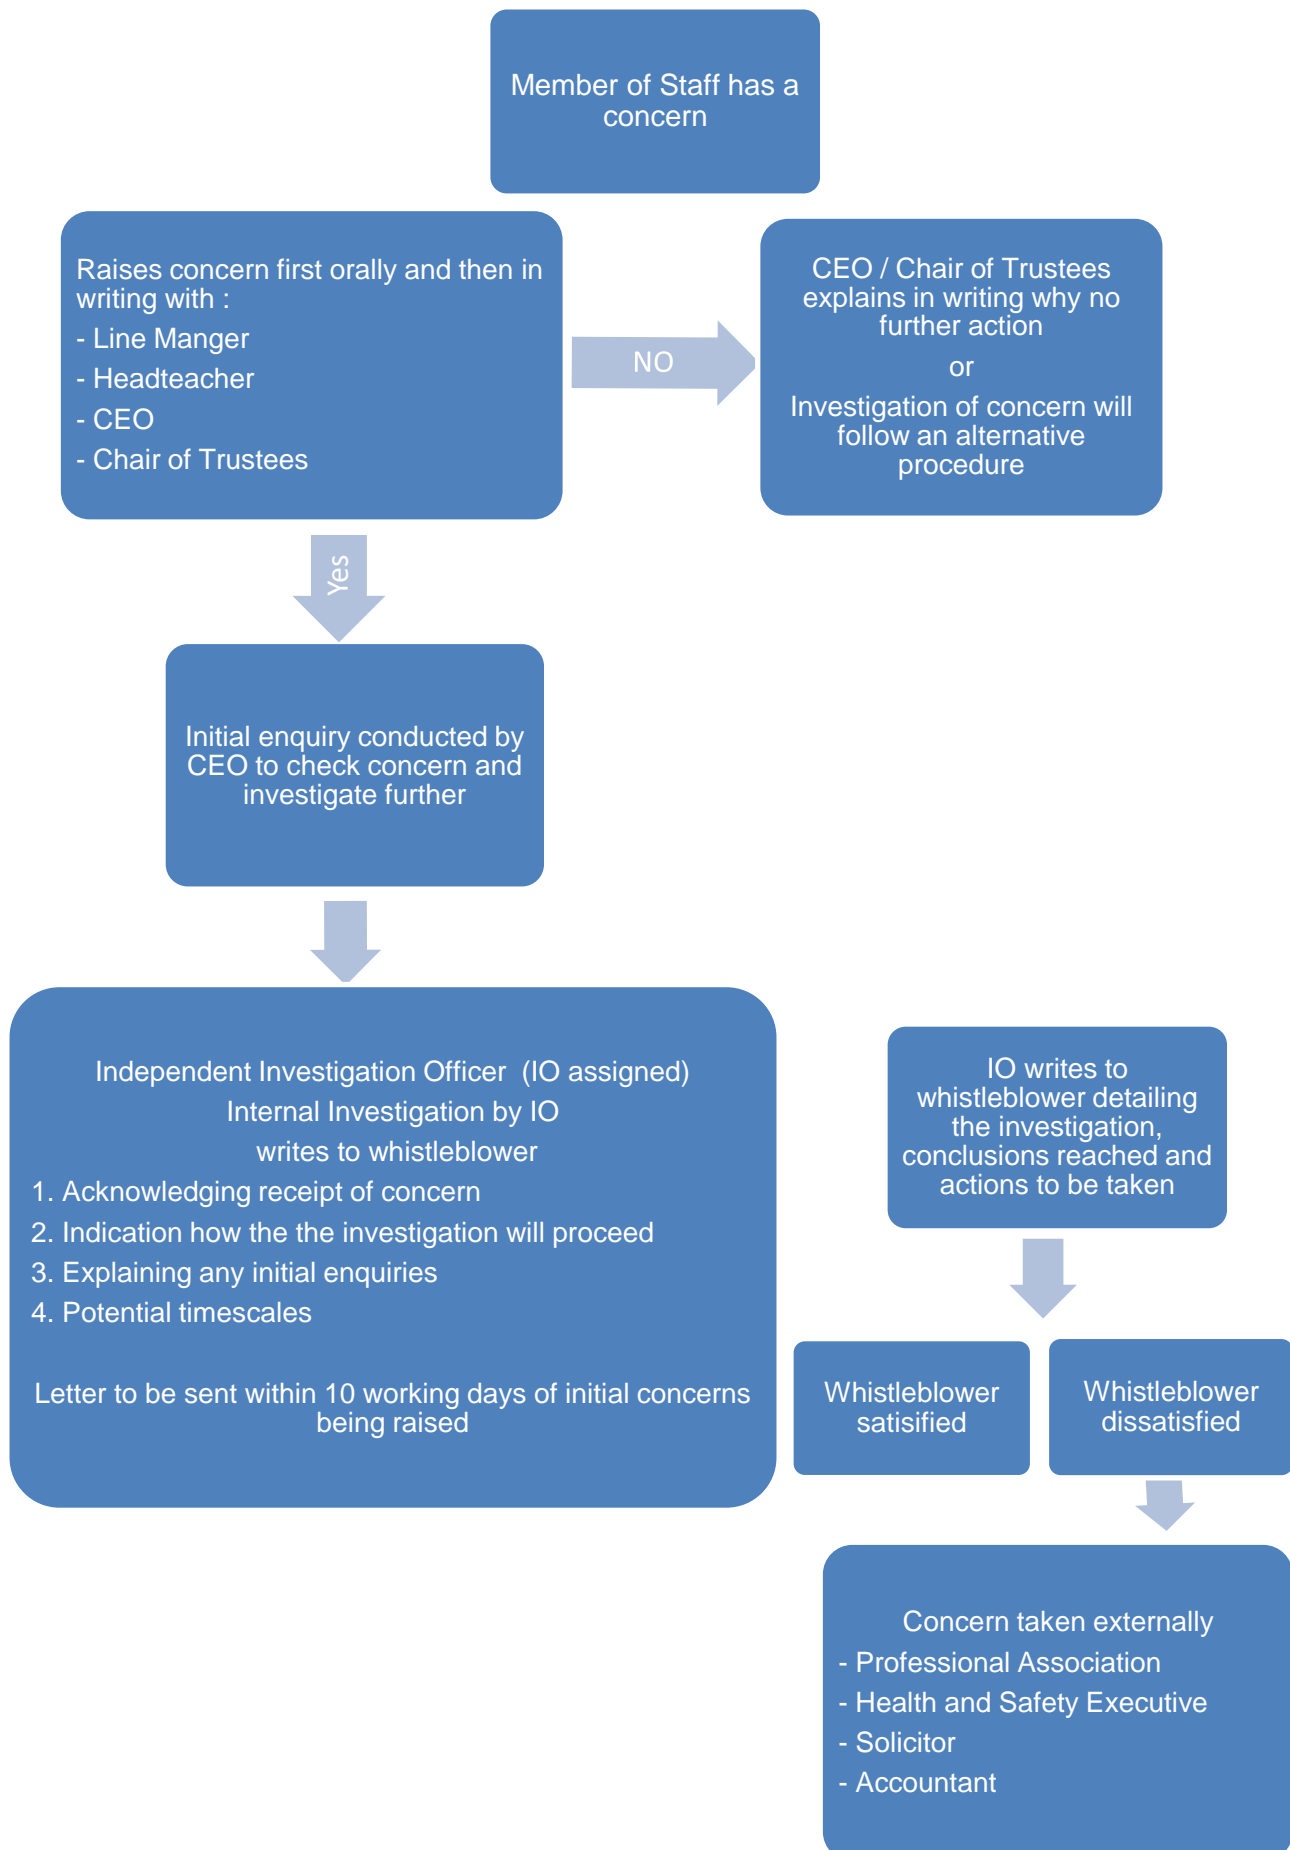 Member of Staff has a
concern
Raises concern first orally and then in
writing with :
- Line Manger
- Headteacher
- CEO
- Chair of Trustees
NO
CEO / Chair of Trustees
explains in writing why no
further action
or
Investigation of concern will
follow an alternative
procedure
Yes
Initial enquiry conducted by
CEO to check concern and
investigate further
Independent Investigation Officer  (IO assigned)
Internal Investigation by IO
writes to whistleblower
1. Acknowledging receipt of concern
2. Indication how the the investigation will proceed
3. Explaining any initial enquiries
4. Potential timescales
Letter to be sent within 10 working days of initial concerns
being raised
IO writes to
whistleblower detailing
the investigation,
conclusions reached and
actions to be taken
Whistleblower
satisified
Whistleblower
dissatisfied
Concern taken externally
- Professional Association
- Health and Safety Executive
- Solicitor
- Accountant